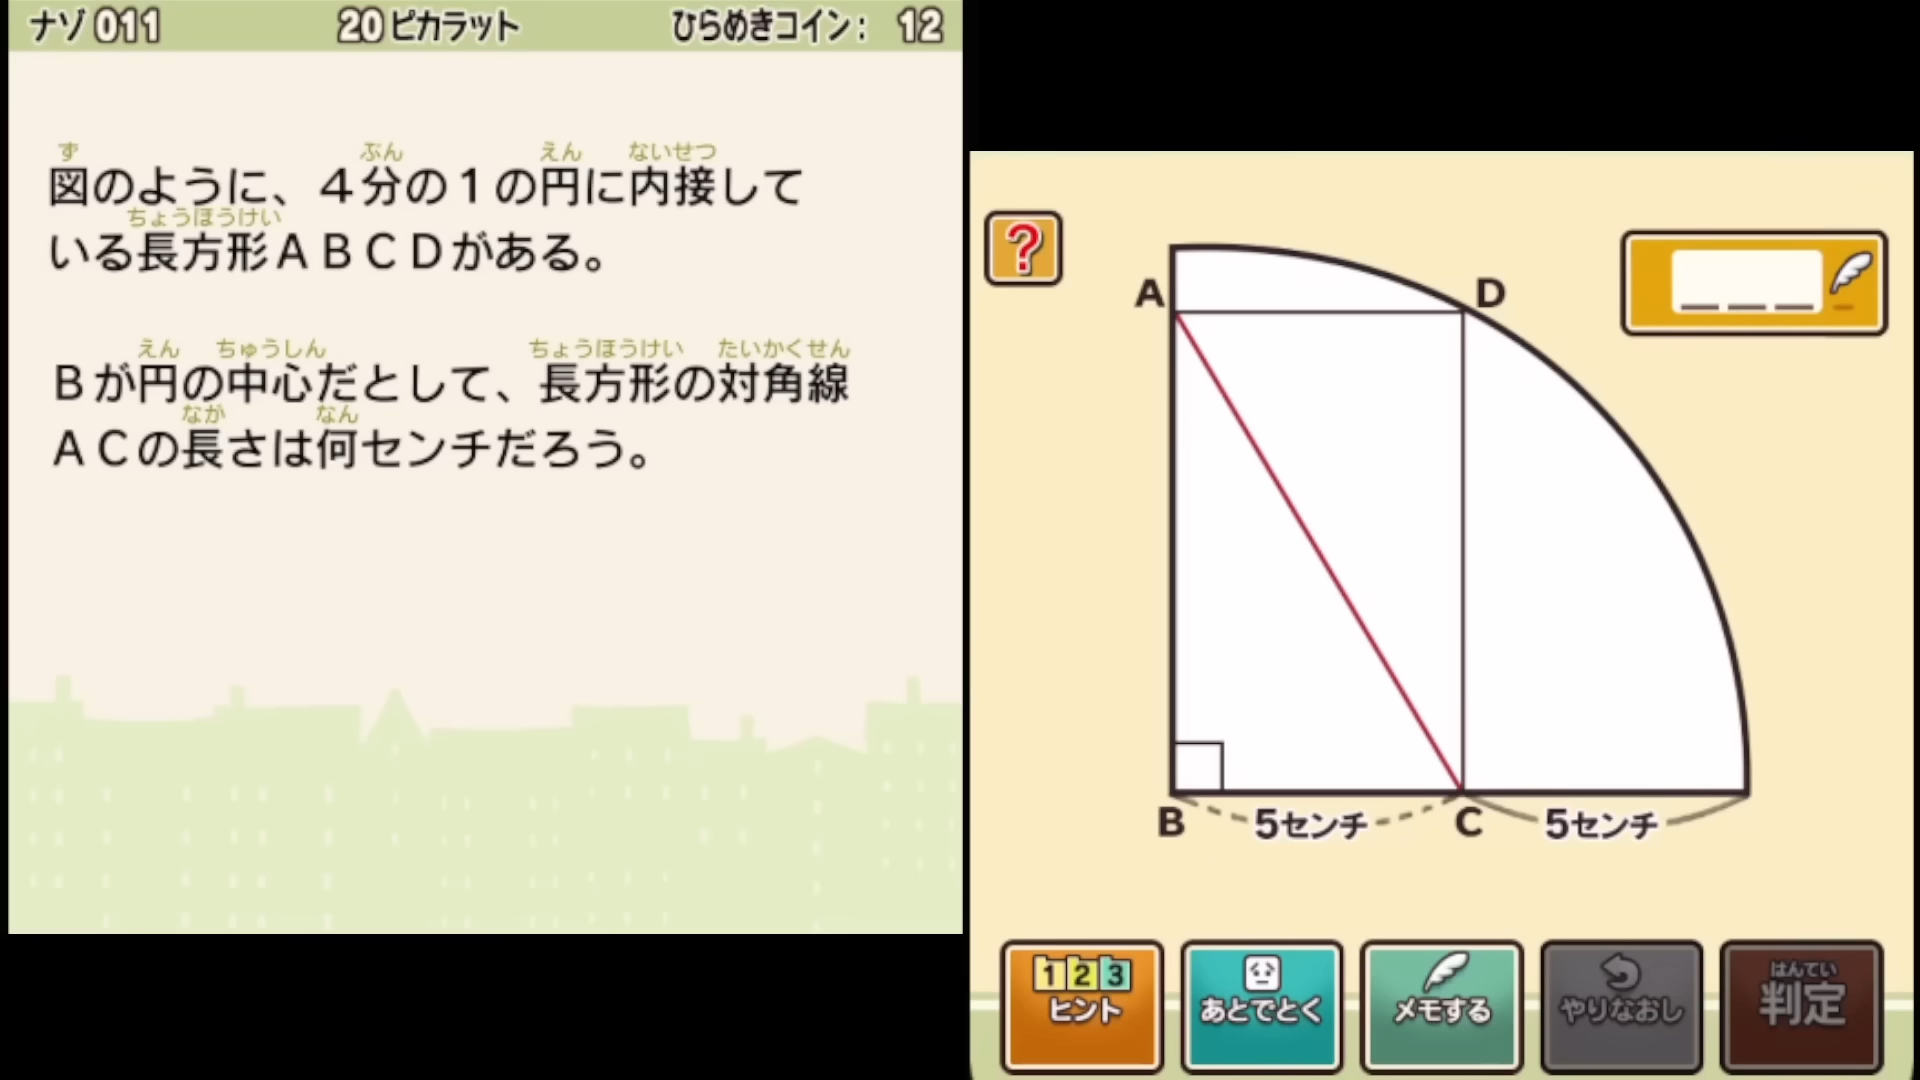 ナゾ 011 20 ピカラット ひらめきコイン: 12
ず ぶん えん ないせつ
図のように、4分の1の円に内接して
ちょうほうけい
いる長方形ABCDがある。
えん ちゅうしん ちょうほうけい たいかくせん
Bが円の中心だとして、長方形の対角線
なが なん
ACの長さは何センチだろう。
?
A D
B 5センチ C 5センチ
1 2 3
ヒント
あとでとく
メモする
やりなおし
はんてい
判定